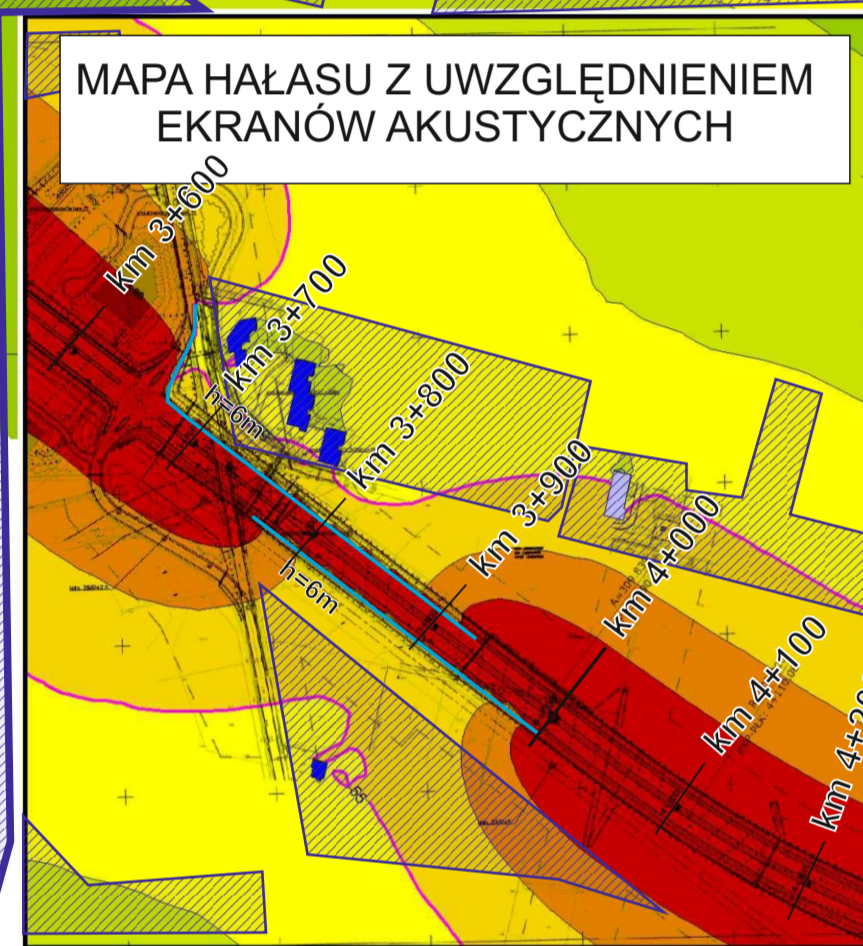 MAPA HAŁASU Z UWZGLĘDNIENIEM
EKRANÓW AKUSTYCZNYCH
km 3+600
km 3+700
h=6m
km 3+800
km 3+900
h=6m
km 4+000
km 4+100
55